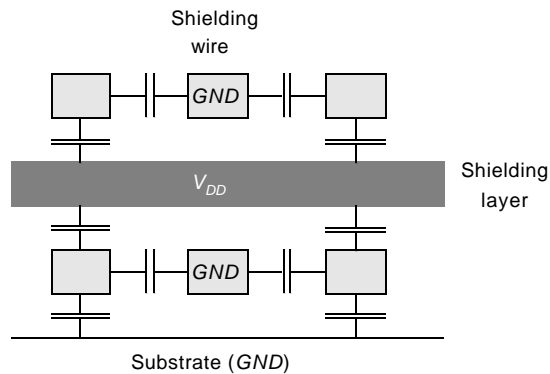 Shielding
wire
GND
V_DD
Shielding
layer
GND
Substrate (GND)